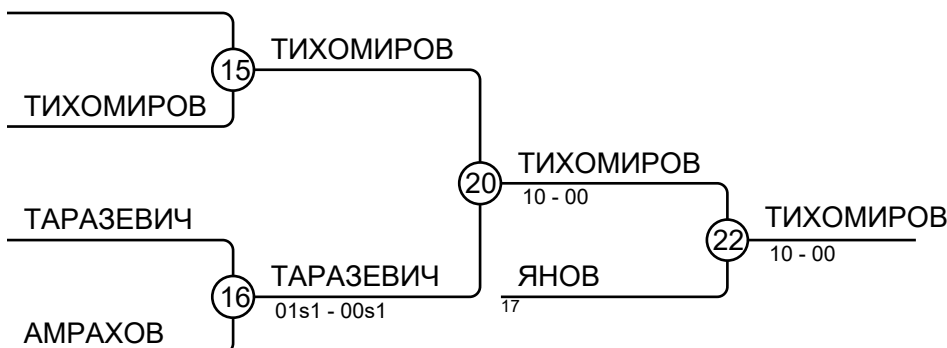 15
ТИХОМИРОВ
ТИХОМИРОВ
20
ТИХОМИРОВ
10 - 00
ТАРАЗЕВИЧ
22
ТИХОМИРОВ
10 - 00
16
ТАРАЗЕВИЧ
01s1 - 00s1
ЯНОВ
17
АМРАХОВ